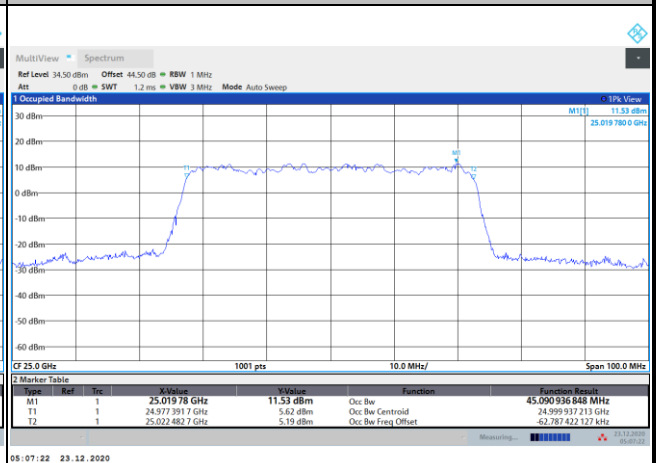 MultiView Spectrum
Ref Level 34.50 dBm Offset 44.50 dB RBW 1 MHz
Att 0 dB SWT 1.2 ms VBW 3 MHz Mode Auto Sweep
1 Occupied Bandwidth 1Pk View
M1[1] 11.53 dBm
25.019 780 0 GHz
30 dBm
20 dBm
M1
10 dBm
T1 T2
0 dBm
-10 dBm
-20 dBm
-30 dBm
-40 dBm
-50 dBm
-60 dBm
CF 25.0 GHz 1001 pts 10.0 MHz/ Span 100.0 MHz
2 Marker Table
Type Ref Trc X-Value Y-Value Function Function Result
M1 1 25.019 78 GHz 11.53 dBm Occ Bw 45.090 936 848 MHz
T1 1 24.977 391 7 GHz 5.62 dBm Occ Bw Centroid 24.999 937 213 GHz
T2 1 25.022 482 7 GHz 5.19 dBm Occ Bw Freq Offset -62.787 422 127 kHz
Measuring... 23.12.2020
05:07:22
05:07:22 23.12.2020